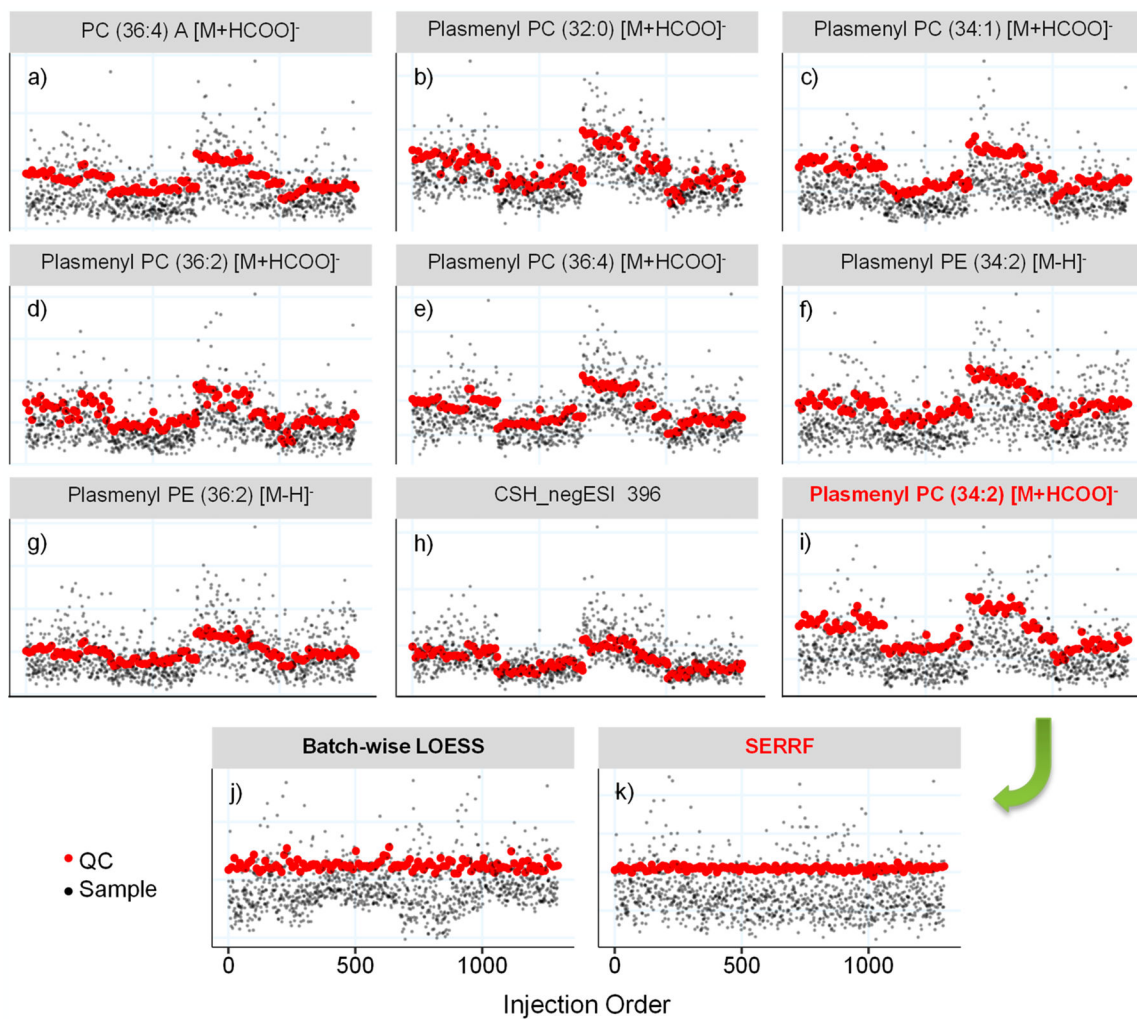 PC (36:4) A [M+HCOO]-
Plasmenyl PC (32:0) [M+HCOO]-
Plasmenyl PC (34:1) [M+HCOO]-
a)
b)
c)
Plasmenyl PC (36:2) [M+HCOO]-
Plasmenyl PC (36:4) [M+HCOO]-
Plasmenyl PE (34:2) [M-H]-
d)
e)
f)
Plasmenyl PE (36:2) [M-H]-
CSH_negESI 396
Plasmenyl PC (34:2) [M+HCOO]-
g)
h)
i)
Batch-wise LOESS
SERRF
j)
k)
QC
Sample
0
500
1000
0
500
1000
Injection Order